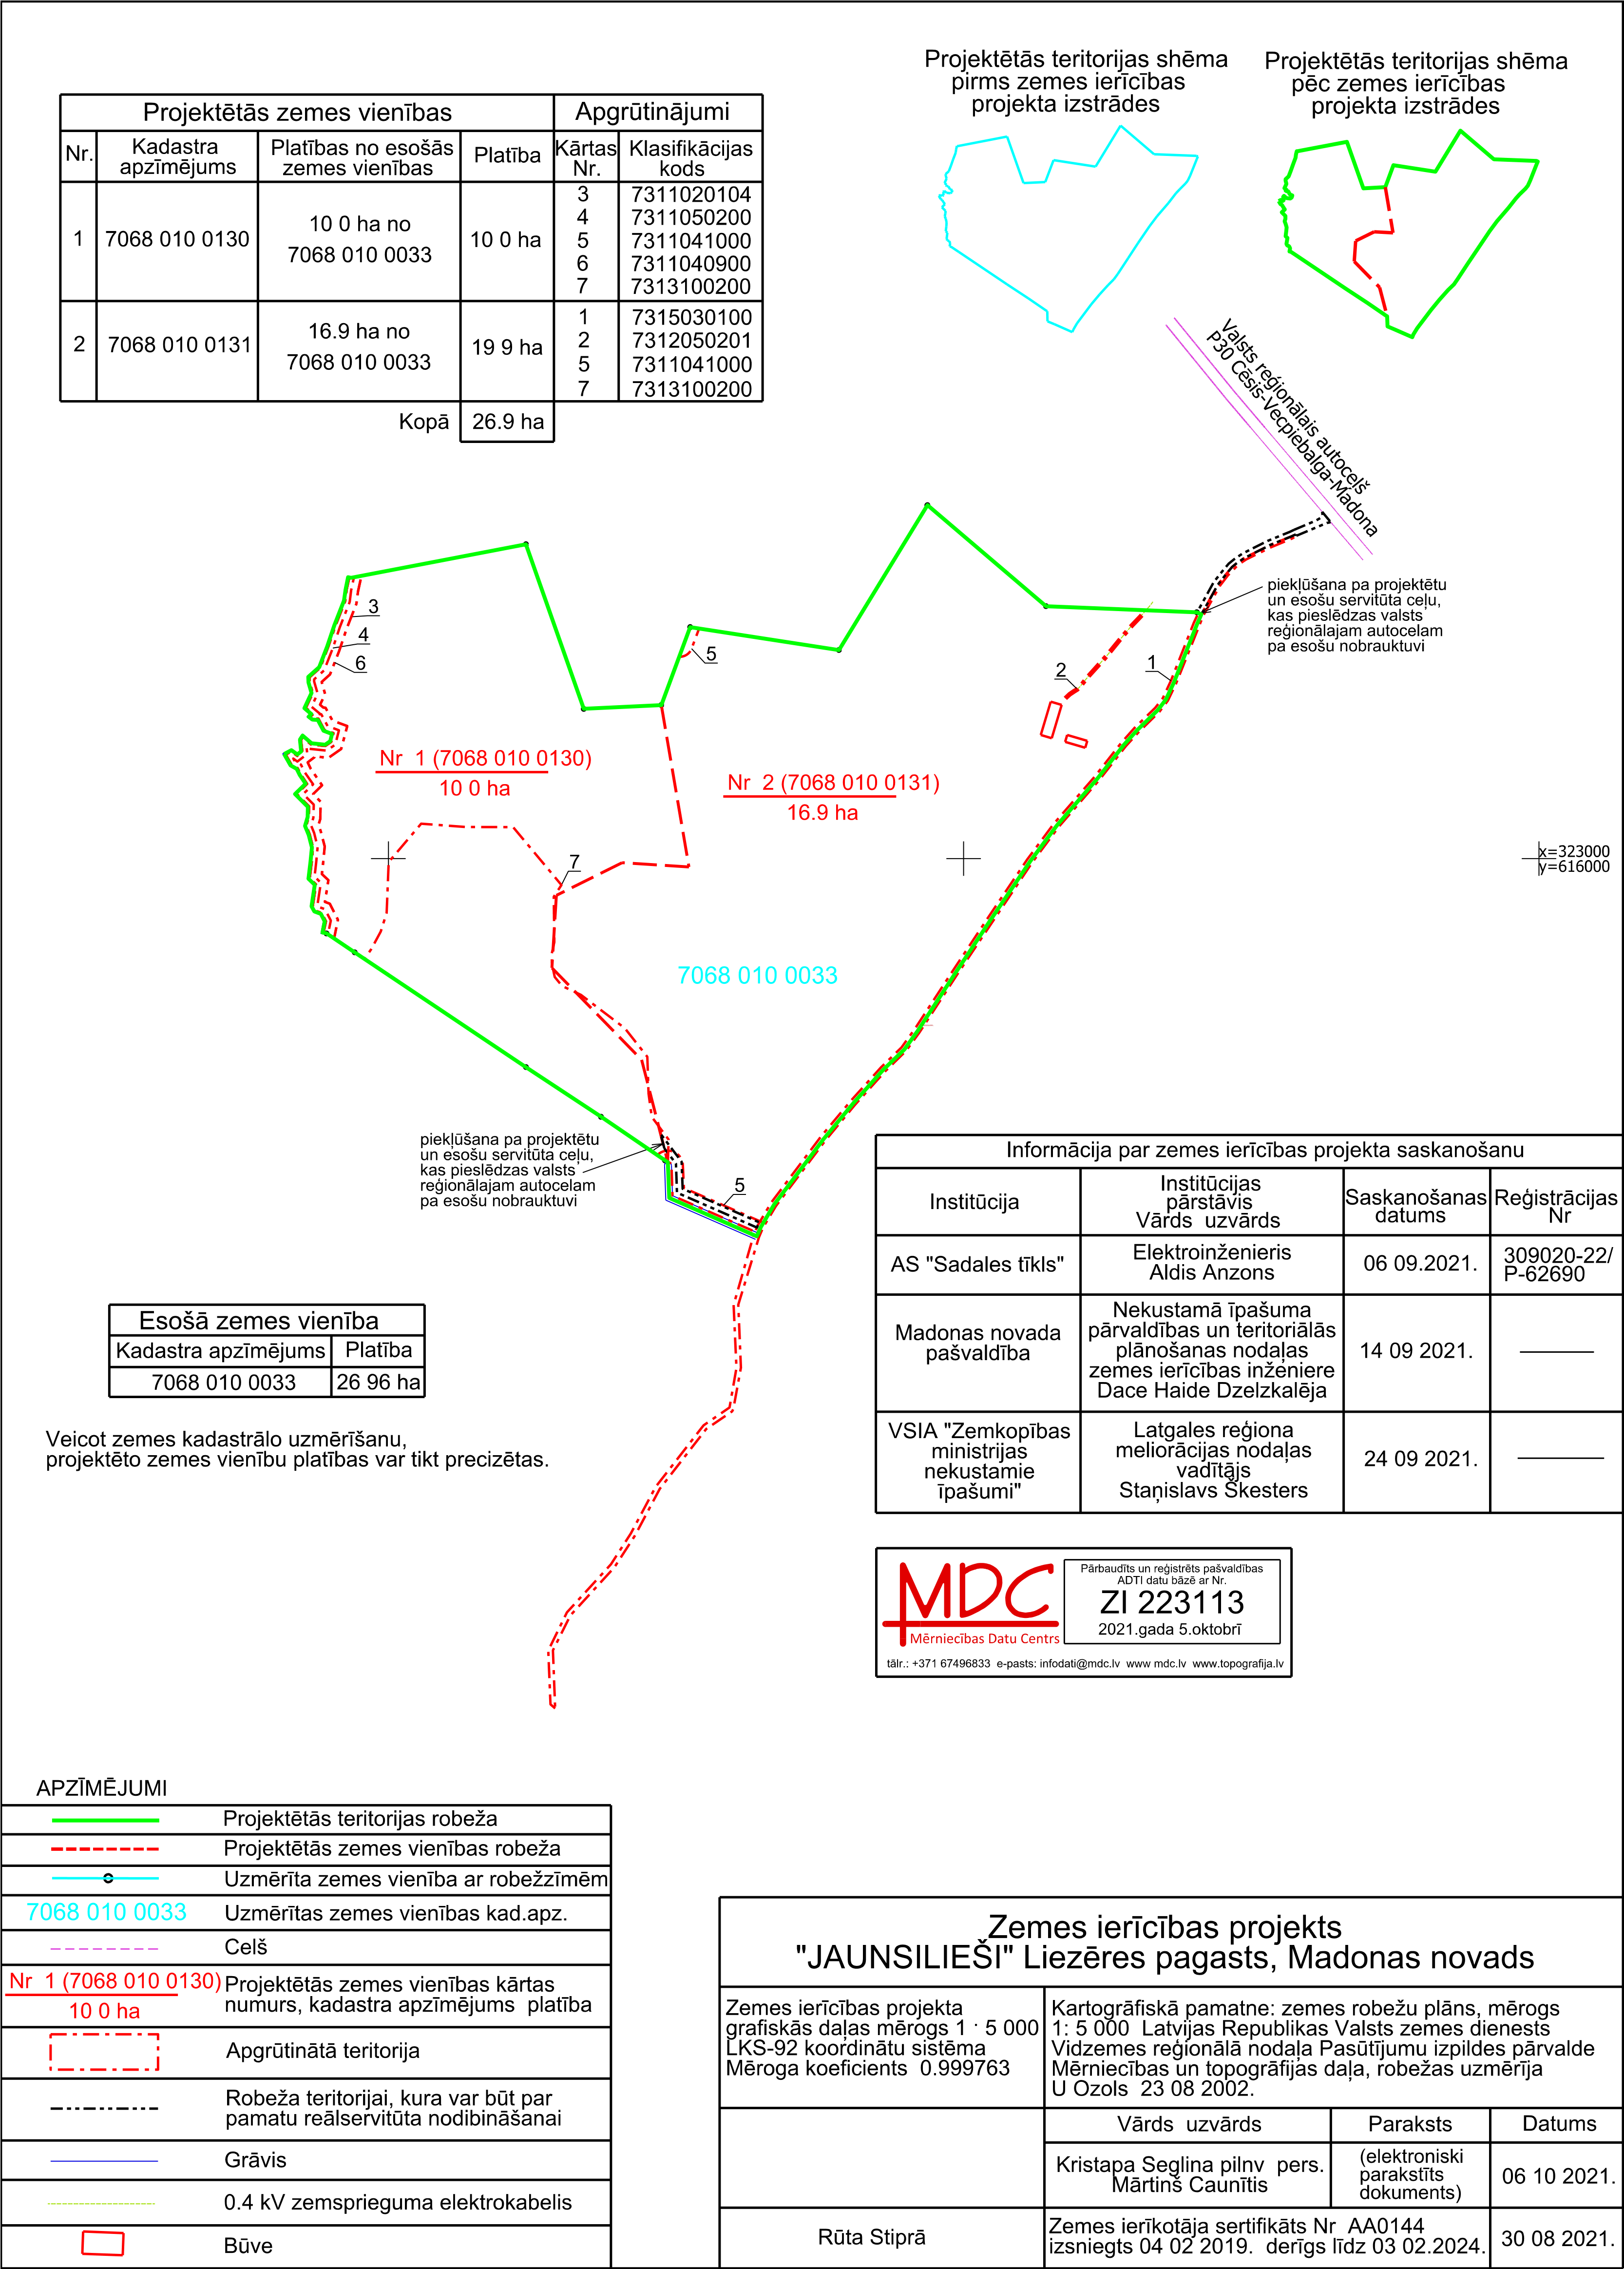 Projektētās teritorijas shēma
pirms zemes ierīcības
projekta izstrādes
Projektētās teritorijas shēma
pēc zemes ierīcības
projekta izstrādes
Projektētās zemes vienības
Apgrūtinājumi
Nr.
Kadastra
apzīmējums
Platības no esošās
zemes vienības
Platība
Kārtas
Nr.
Klasifikācijas
kods
1
7068 010 0130
10 0 ha no
7068 010 0033
10 0 ha
3 7311020104
4 7311050200
5 7311041000
6 7311040900
7 7313100200
2
7068 010 0131
16.9 ha no
7068 010 0033
19 9 ha
1 7315030100
2 7312050201
5 7311041000
7 7313100200
Kopā 26.9 ha
Valsts reģionālais autoceļš
P30 Cēsis-Vecpiebalga-Madona
piekļūšana pa projektētu
un esošu servitūta ceļu,
kas pieslēdzas valsts
reģionālajam autocelam
pa esošu nobrauktuvi
3
4
6
5
2
1
Nr 1 (7068 010 0130)
10 0 ha
Nr 2 (7068 010 0131)
16.9 ha
7
x=323000
y=616000
7068 010 0033
piekļūšana pa projektētu
un esošu servitūta ceļu,
kas pieslēdzas valsts
reģionālajam autocelam
pa esošu nobrauktuvi
5
Informācija par zemes ierīcības projekta saskanošanu
Institūcija
Institūcijas
pārstāvis
Vārds uzvārds
Saskanošanas
datums
Reģistrācijas
Nr
AS "Sadales tīkls"
Elektroinženieris
Aldis Anzons
06 09.2021.
309020-22/
P-62690
Madonas novada
pašvaldība
Nekustamā īpašuma
pārvaldības un teritoriālās
plānošanas nodaļas
zemes ierīcības inženiere
Dace Haide Dzelzkalēja
14 09 2021.
VSIA "Zemkopības
ministrijas
nekustamie
īpašumi"
Latgales reģiona
meliorācijas nodaļas
vadītājs
Staņislavs Šķesters
24 09 2021.
Esošā zemes vienība
Kadastra apzīmējums Platība
7068 010 0033 26 96 ha
Veicot zemes kadastrālo uzmērīšanu,
projektēto zemes vienību platības var tikt precizētas.
MDC
Mērniecības Datu Centrs
Pārbaudīts un reģistrēts pašvaldības
ADTI datu bāzē ar Nr.
ZI 223113
2021.gada 5.oktobrī
tālr.: +371 67496833 e-pasts: infodati@mdc.lv www mdc.lv www.topografija.lv
APZĪMĒJUMI
Projektētās teritorijas robeža
Projektētās zemes vienības robeža
Uzmērīta zemes vienība ar robežzīmēm
7068 010 0033 Uzmērītas zemes vienības kad.apz.
Celš
Nr 1 (7068 010 0130)
10 0 ha
Projektētās zemes vienības kārtas
numurs, kadastra apzīmējums platība
Apgrūtinātā teritorija
Robeža teritorijai, kura var būt par
pamatu reālservitūta nodibināšanai
Grāvis
0.4 kV zemsprieguma elektrokabelis
Būve
Zemes ierīcības projekts
"JAUNSILIEŠI" Liezēres pagasts, Madonas novads
Zemes ierīcības projekta
grafiskās daļas mērogs 1 : 5 000
LKS-92 koordinātu sistēma
Mēroga koeficients 0.999763
Kartogrāfiskā pamatne: zemes robežu plāns, mērogs
1: 5 000 Latvijas Republikas Valsts zemes dienests
Vidzemes reģionālā nodaļa Pasūtījumu izpildes pārvalde
Mērniecības un topogrāfijas daļa, robežas uzmērīja
U Ozols 23 08 2002.
Vārds uzvārds
Paraksts
Datums
Kristapa Seglina pilnv pers.
Mārtinš Caunītis
(elektroniski
parakstīts
dokuments)
06 10 2021.
Rūta Stiprā
Zemes ierīkotāja sertifikāts Nr AA0144
izsniegts 04 02 2019. derīgs līdz 03 02.2024.
30 08 2021.